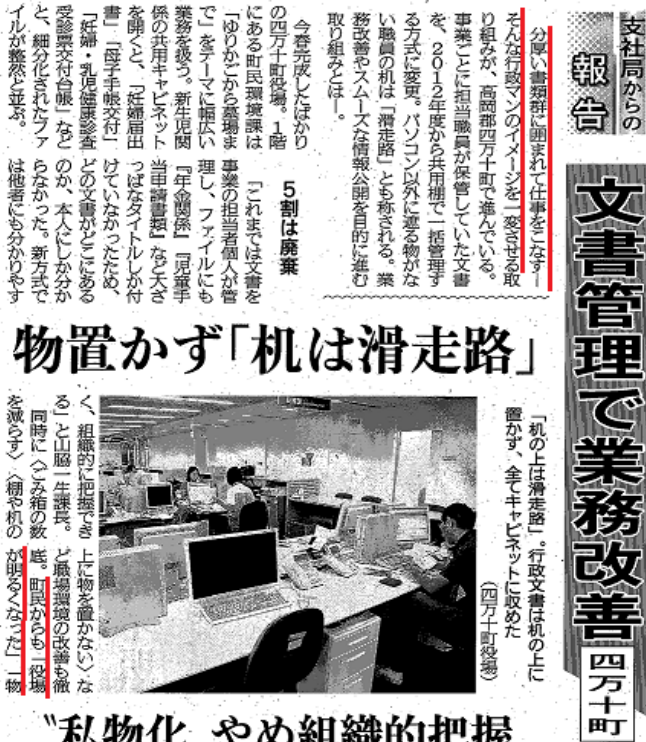 支社局からの
報告
文書管理で業務改善
四万十町
分厚い書類群に囲まれて仕事をこなす―
そんな行政マンのイメージを一変させる取
り組みが、高岡郡四万十町で進んでいる。
事業ごとに担当職員が保管していた文書
を、2012年度から共用棚で一括管理す
る方式に変更。パソコン以外に遮る物がな
い職員の机は「滑走路」とも称される。業
務改善やスムーズな情報公開を目的に進む
取り組みとは―。
今春完成したばかり
の四万十町役場。1階
にある町民環境課は
「ゆりかごから墓場ま
で」をテーマに幅広い
業務を扱う。新生児関
係の共用キャビネット
を開くと、「妊婦届出
書」「母子手帳交付」
「妊婦・乳児健康診査
受診票交付台帳」など
と、細分化されたファ
イルが整然と並ぶ。
5割は廃棄
「これまでは文書を
事業の担当者個人が管
理し、ファイルにも
『年金関係』『児童手
当申請書類』など大ざ
っぱなタイトルしか付
けていなかったため、
どの文書がどこにある
のか、本人にしか分か
らなかった。新方式で
は他者にも分かりやす
物置かず「机は滑走路」
「机の上は滑走路」。行政文書は机の上に
置かず、全てキャビネットに収めた
(四万十町役場)
く、組織的に把握でき
る」と山脇一生課長。
同時に〈ごみ箱の数
を減らす〉〈棚や机の
上に物を置かない〉な
ど職場環境の改善も徹
底。町民からも「役場
が明るくなった」「物
“私物化”やめ組織的把握